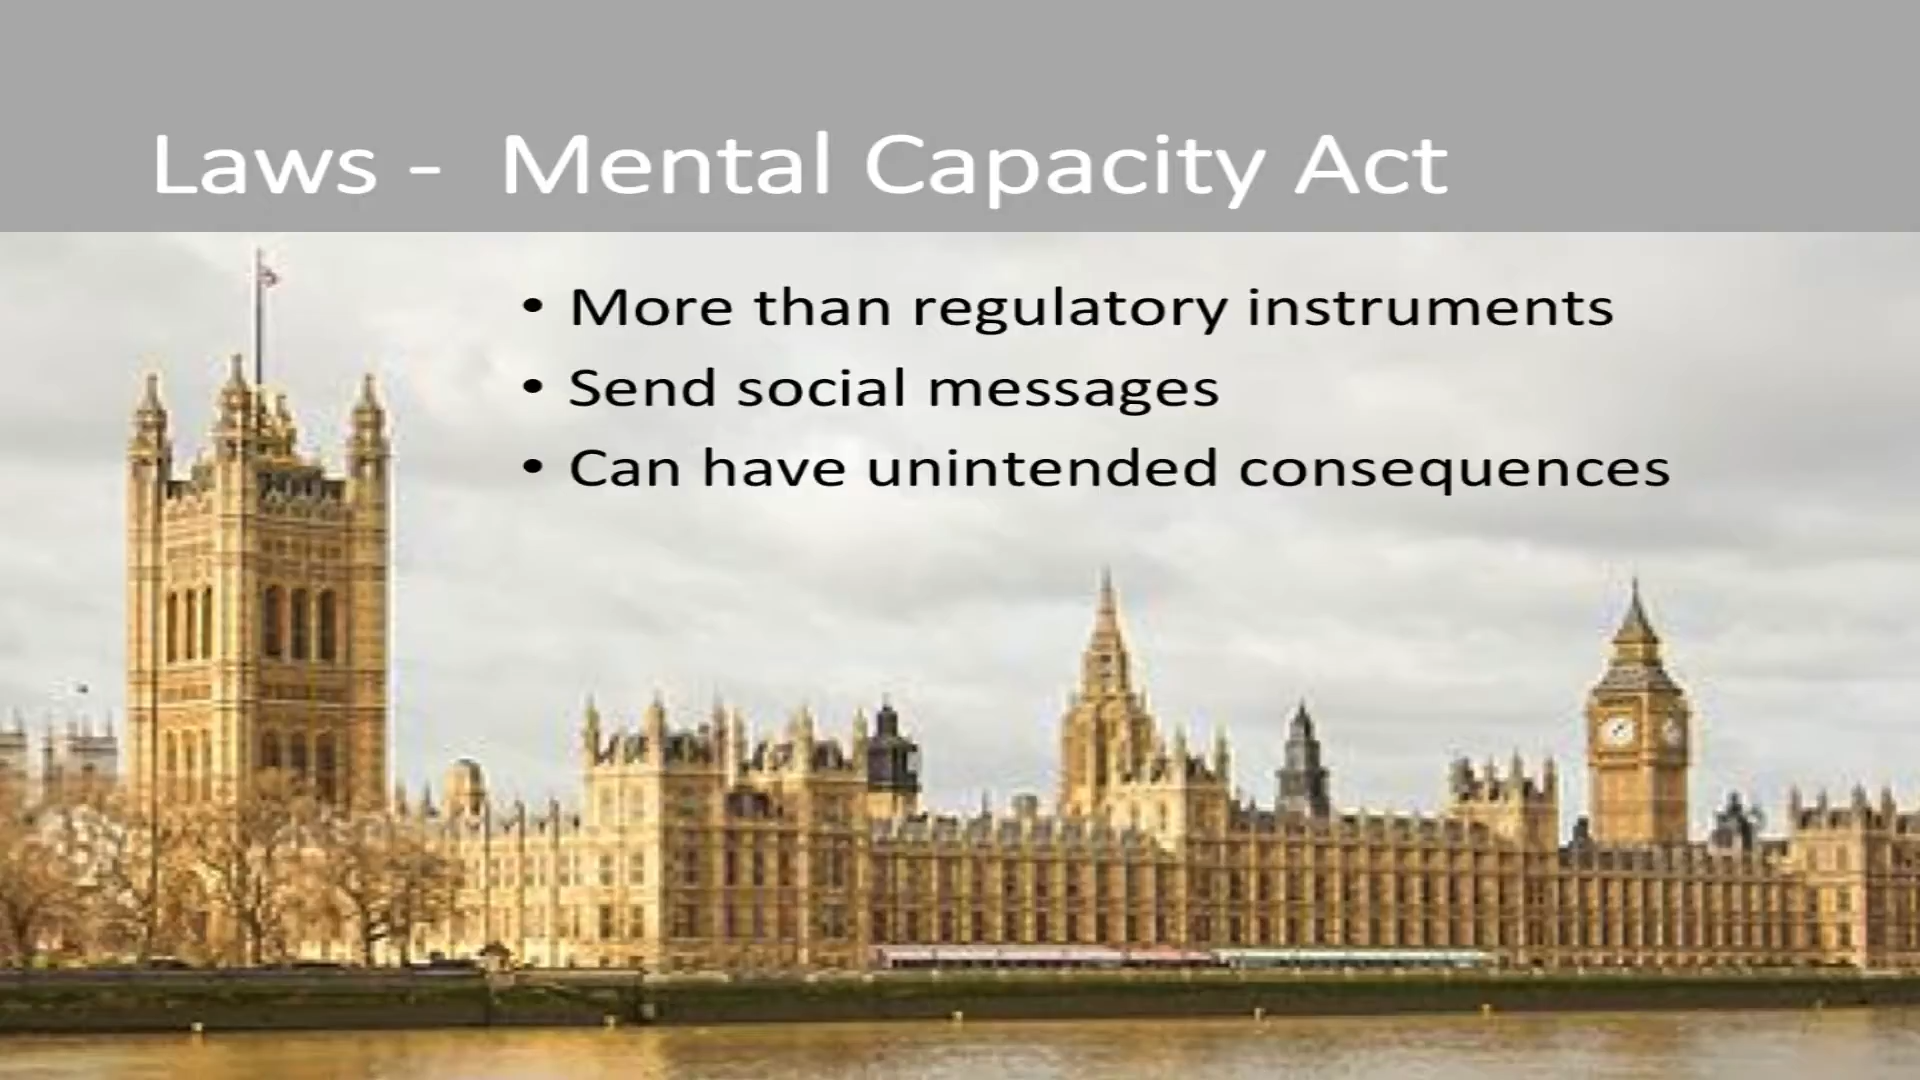 Laws - Mental Capacity Act
• More than regulatory instruments
• Send social messages
• Can have unintended consequences